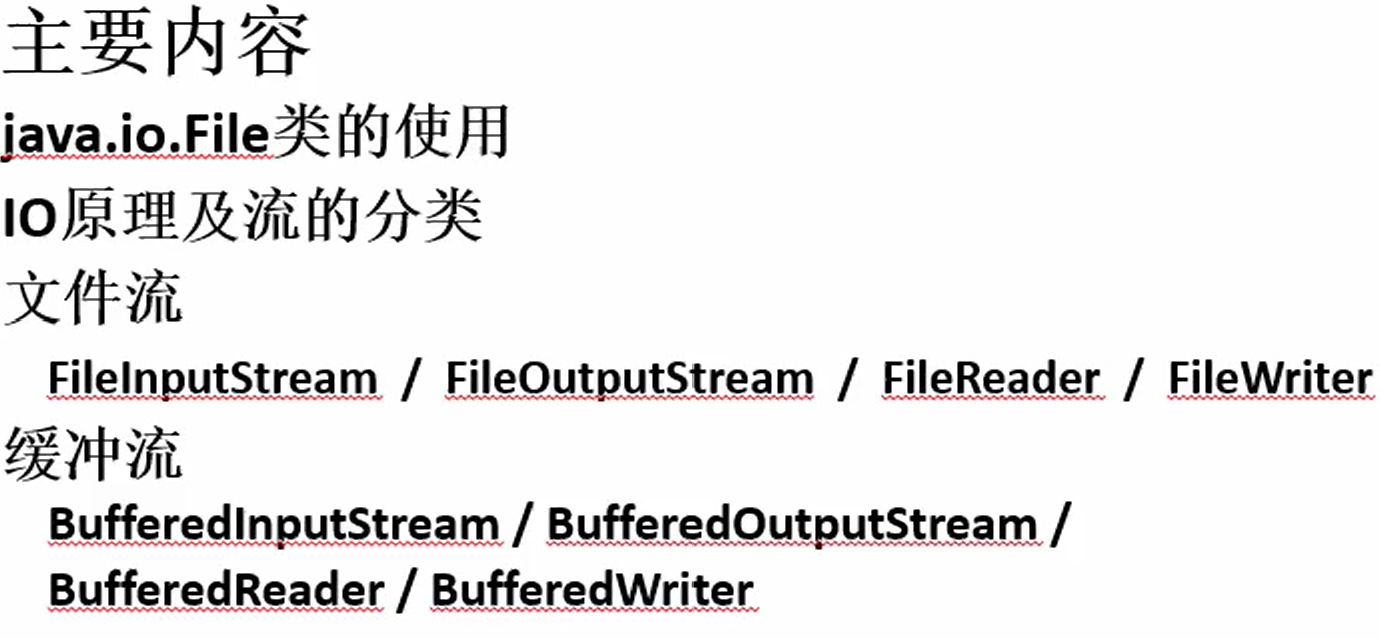 主要内容
java.io.File类的使用
IO原理及流的分类
文件流
FileInputStream / FileOutputStream / FileReader / FileWriter
缓冲流
BufferedInputStream / BufferedOutputStream /
BufferedReader / BufferedWriter